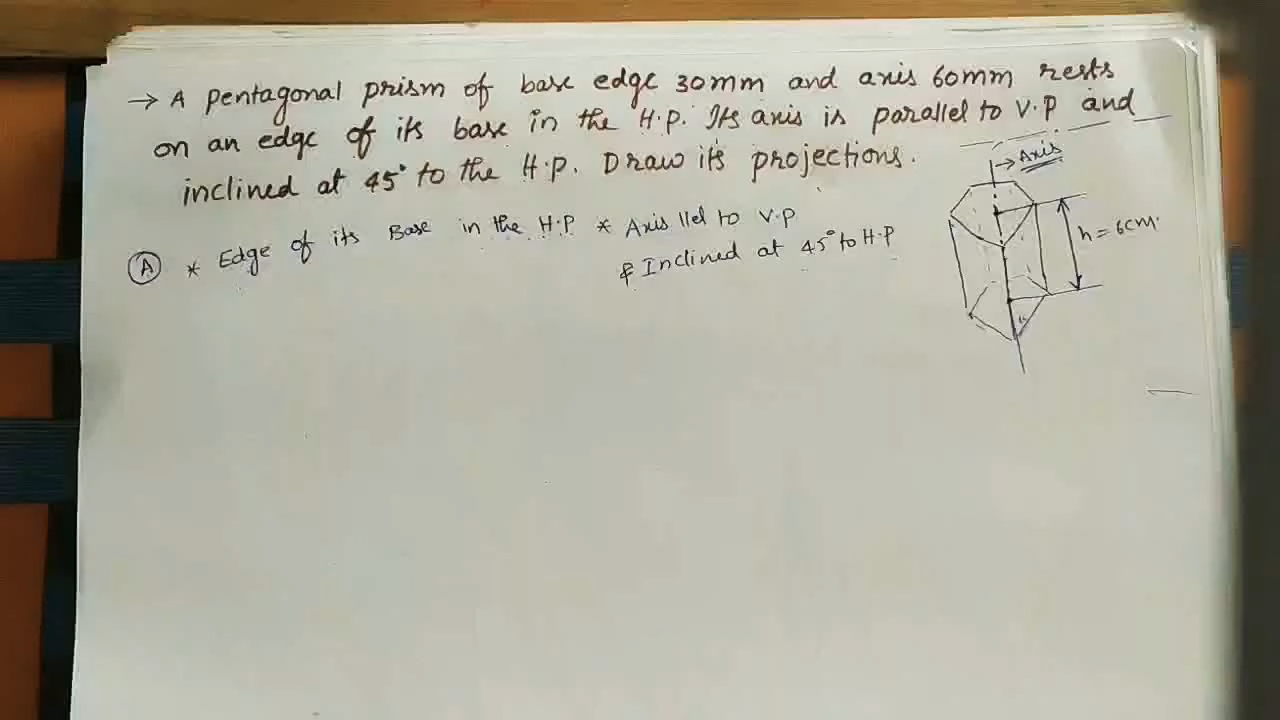 → A pentagonal prism of base edge 30mm and axis 60mm rests
on an edge of its base in the H.P. Its axis is parallel to V.P and
inclined at 45° to the H.P. Draw its projections.
→ Axis
Ⓐ * Edge of its Base in the H.P * Axis llel to V.P
& Inclined at 45° to H.P
h = 6cm.